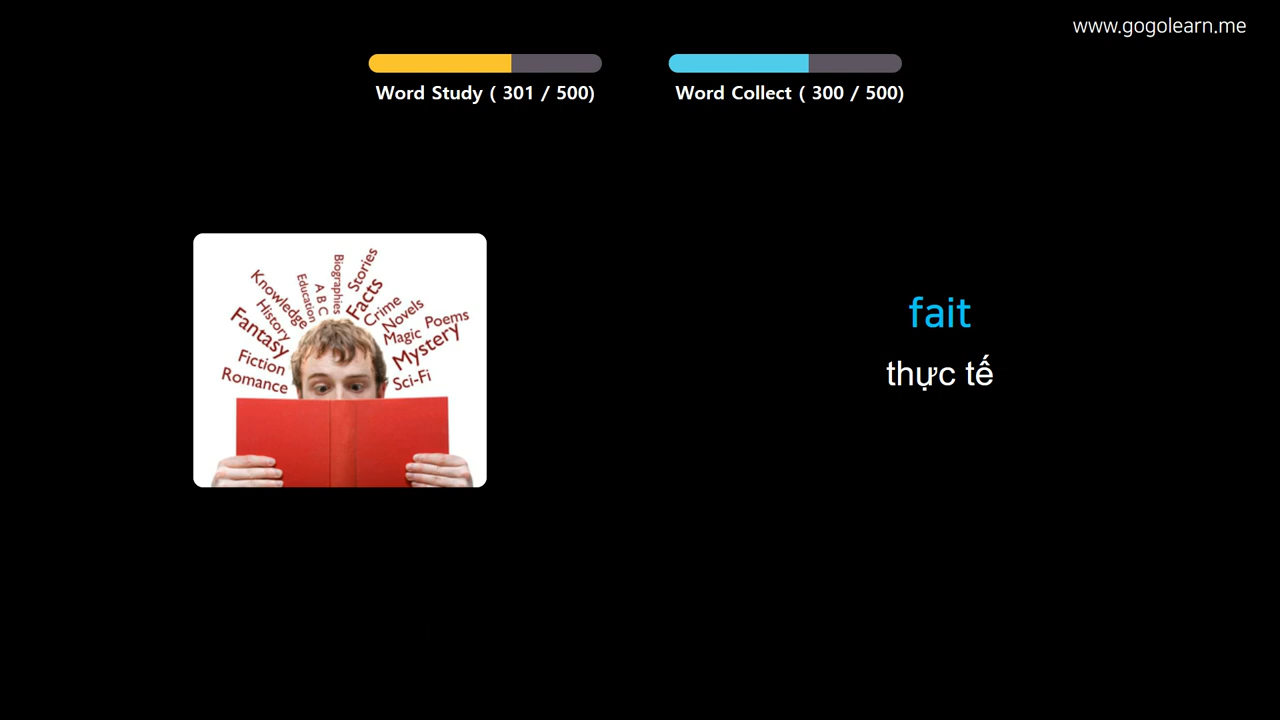 www.gogolearn.me
Word Study ( 301 / 500)
Word Collect ( 300 / 500)
Knowledge
History
Fantasy
Fiction
Romance
Education
A B C
Biographies
Stories
Facts
Crime
Novels
Magic
Poems
Mystery
Sci-Fi
fait
thực tế